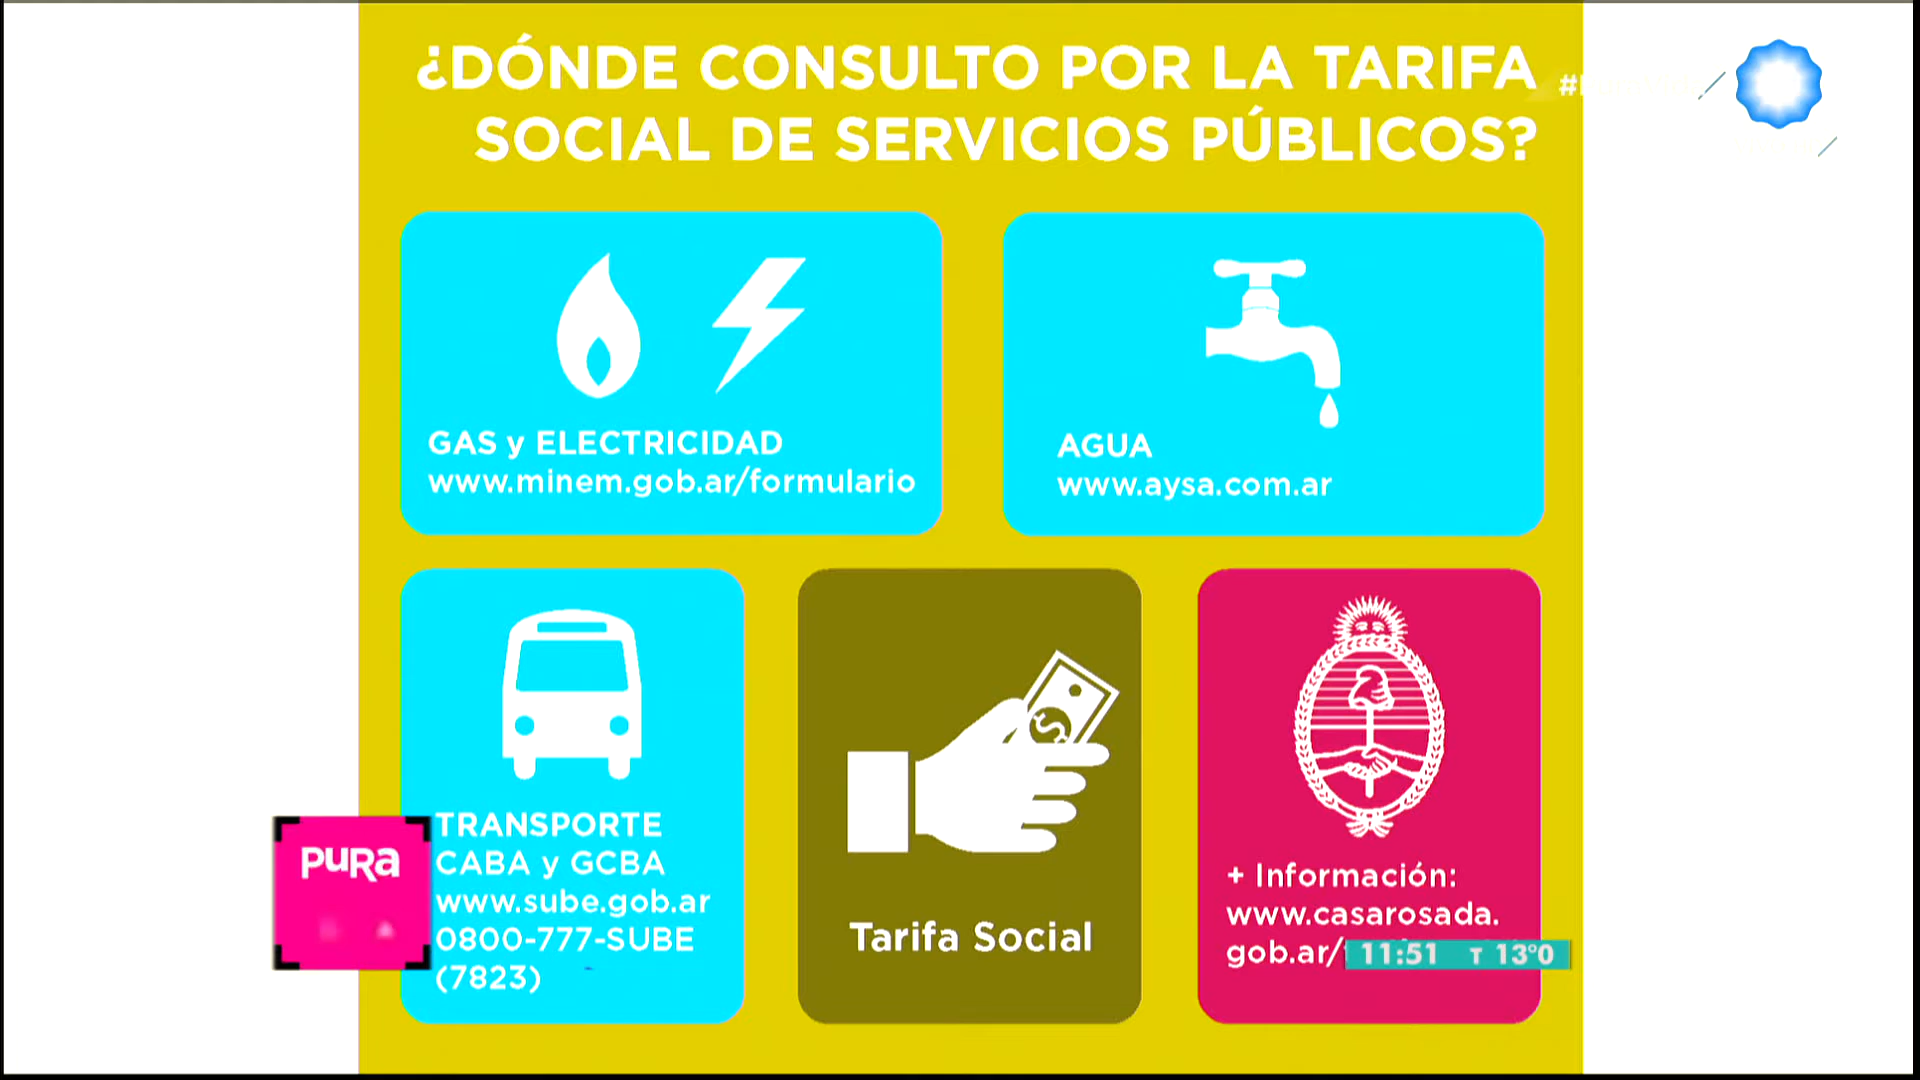 ¿DÓNDE CONSULTO POR LA TARIFA
SOCIAL DE SERVICIOS PÚBLICOS?
GAS y ELECTRICIDAD
www.minem.gob.ar/formulario
AGUA
www.aysa.com.ar
TRANSPORTE
CABA y GCBA
www.sube.gob.ar
0800-777-SUBE
(7823)
Tarifa Social
+ Información:
www.casarosada.
gob.ar/
PURA
11:51 T 13°0